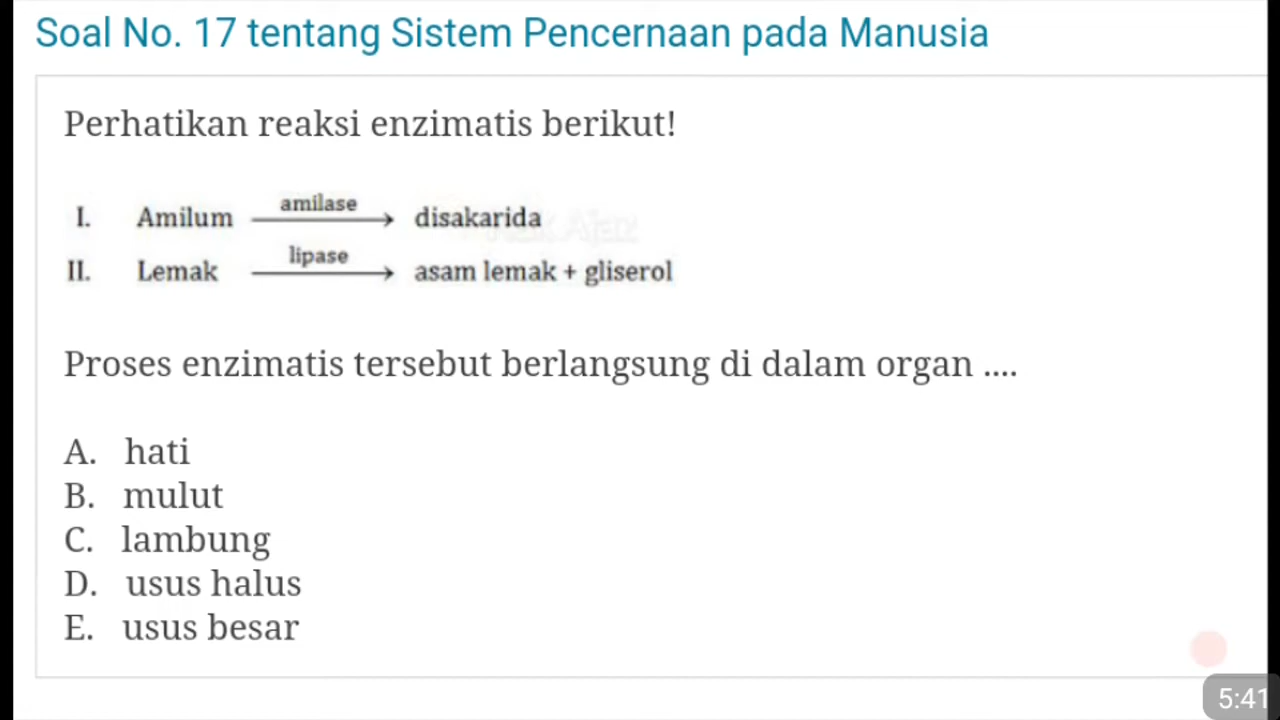 Soal No. 17 tentang Sistem Pencernaan pada Manusia
Perhatikan reaksi enzimatis berikut!
I. Amilum amilase → disakarida
II. Lemak lipase → asam lemak + gliserol
Proses enzimatis tersebut berlangsung di dalam organ ....
A. hati
B. mulut
C. lambung
D. usus halus
E. usus besar
5:41